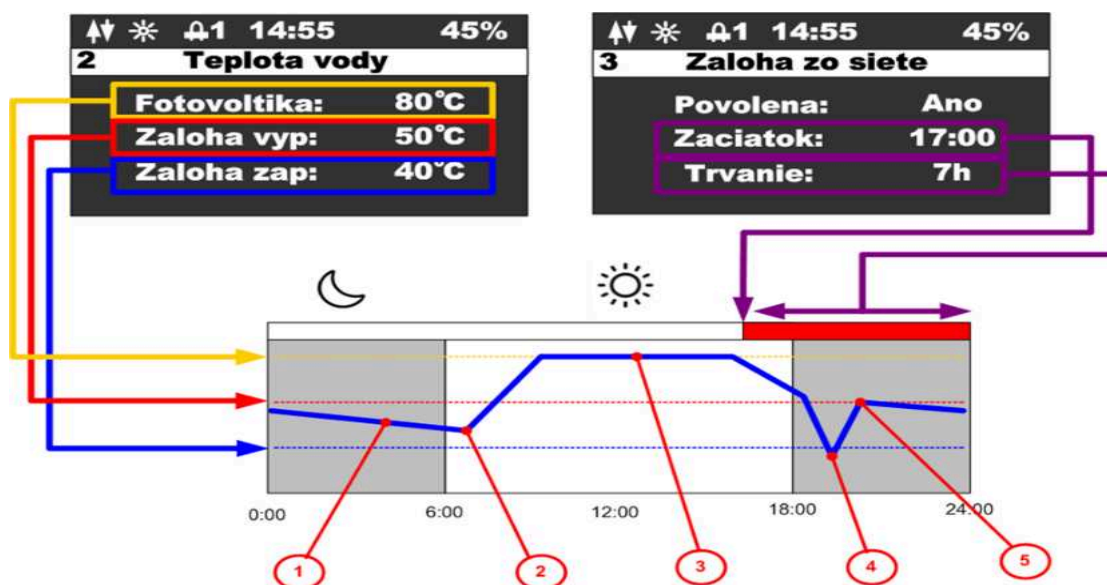 1 14:55 45%
2 Teplota vody
Fotovoltika: 80°C
Zaloha vyp: 50°C
Zaloha zap: 40°C
1 14:55 45%
3 Zaloha zo siete
Povolena: Ano
Zaciatok: 17:00
Trvanie: 7h
0:00 6:00 12:00 18:00 24:00
1 2 3 4 5